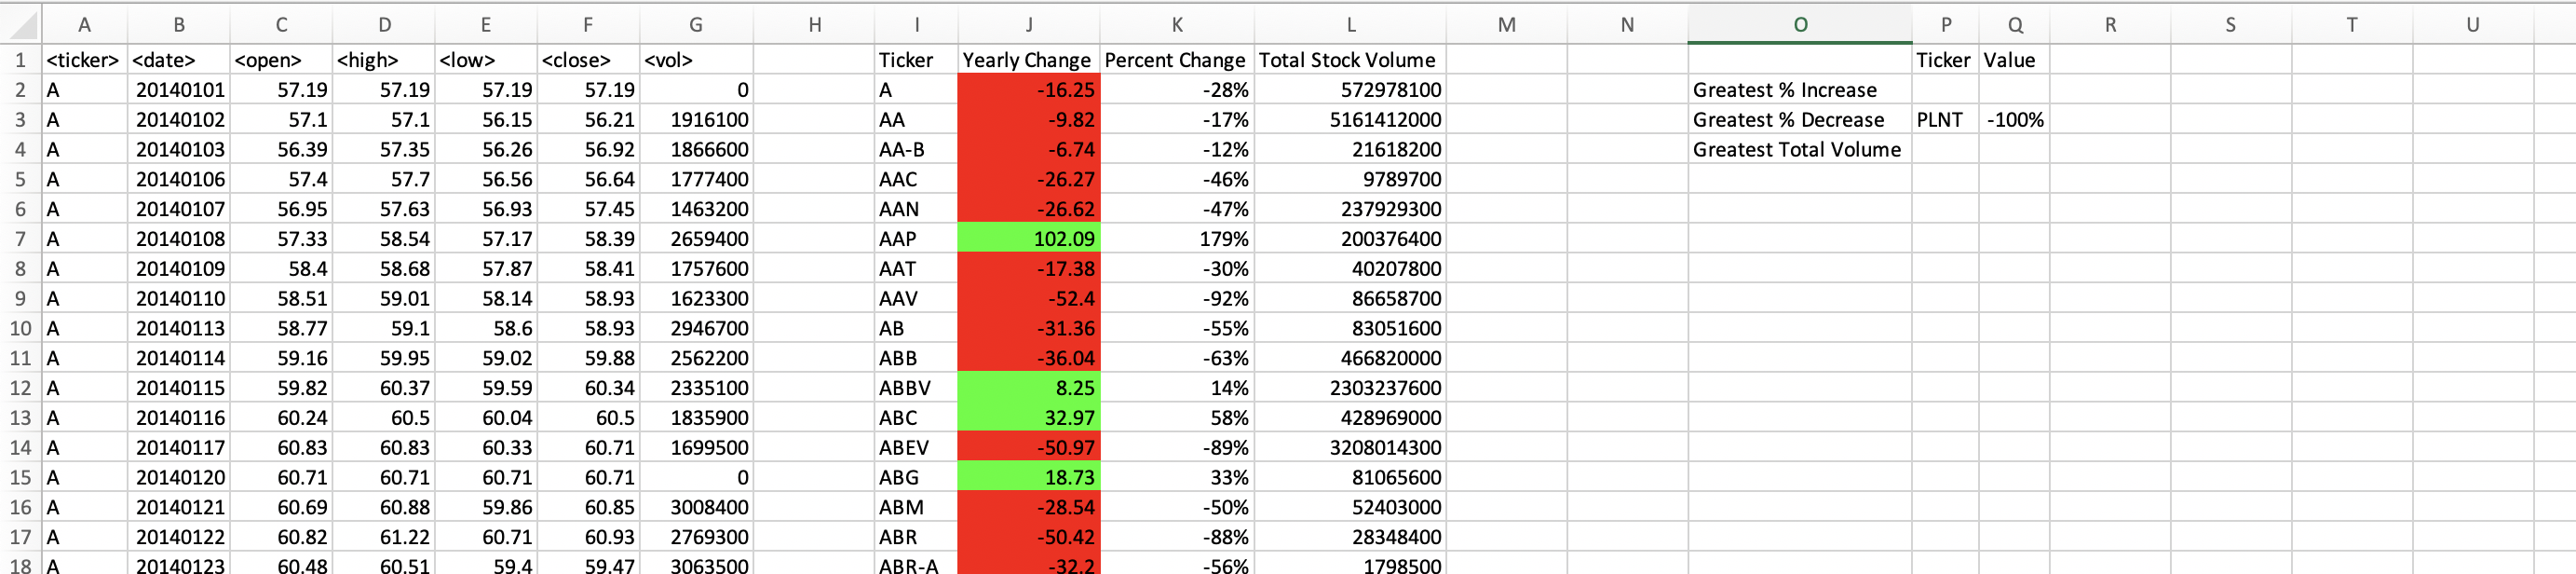 A B C D E F G H I J K L M N O P Q R S T U
1 <ticker> <date> <open> <high> <low> <close> <vol> Ticker Yearly Change Percent Change Total Stock Volume Ticker Value
2 A 20140101 57.19 57.19 57.19 57.19 0 A -16.25 -28% 572978100 Greatest % Increase
3 A 20140102 57.1 57.1 56.15 56.21 1916100 AA -9.82 -17% 5161412000 Greatest % Decrease PLNT -100%
4 A 20140103 56.39 57.35 56.26 56.92 1866600 AA-B -6.74 -12% 21618200 Greatest Total Volume
5 A 20140106 57.4 57.7 56.56 56.64 1777400 AAC -26.27 -46% 9789700
6 A 20140107 56.95 57.63 56.93 57.45 1463200 AAN -26.62 -47% 237929300
7 A 20140108 57.33 58.54 57.17 58.39 2659400 AAP 102.09 179% 200376400
8 A 20140109 58.4 58.68 57.87 58.41 1757600 AAT -17.38 -30% 40207800
9 A 20140110 58.51 59.01 58.14 58.93 1623300 AAV -52.4 -92% 86658700
10 A 20140113 58.77 59.1 58.6 58.93 2946700 AB -31.36 -55% 83051600
11 A 20140114 59.16 59.95 59.02 59.88 2562200 ABB -36.04 -63% 466820000
12 A 20140115 59.82 60.37 59.59 60.34 2335100 ABBV 8.25 14% 2303237600
13 A 20140116 60.24 60.5 60.04 60.5 1835900 ABC 32.97 58% 428969000
14 A 20140117 60.83 60.83 60.33 60.71 1699500 ABEV -50.97 -89% 3208014300
15 A 20140120 60.71 60.71 60.71 60.71 0 ABG 18.73 33% 81065600
16 A 20140121 60.69 60.88 59.86 60.85 3008400 ABM -28.54 -50% 52403000
17 A 20140122 60.82 61.22 60.71 60.93 2769300 ABR -50.42 -88% 28348400
18 A 20140123 60.48 60.51 59.4 59.47 3063500 ABR-A -32.2 -56% 1798500